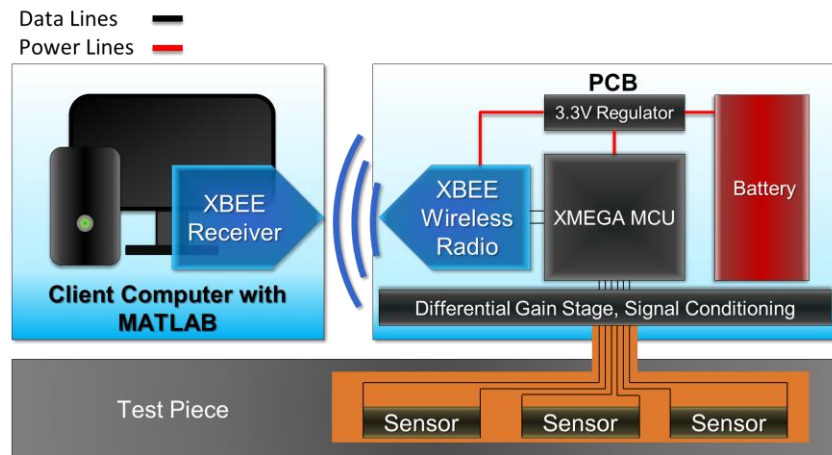 Data Lines
Power Lines
PCB
3.3V Regulator
XBEE
Receiver
XBEE
Wireless
Radio
XMEGA MCU
Battery
Client Computer with
MATLAB
Differential Gain Stage, Signal Conditioning
Test Piece
Sensor
Sensor
Sensor